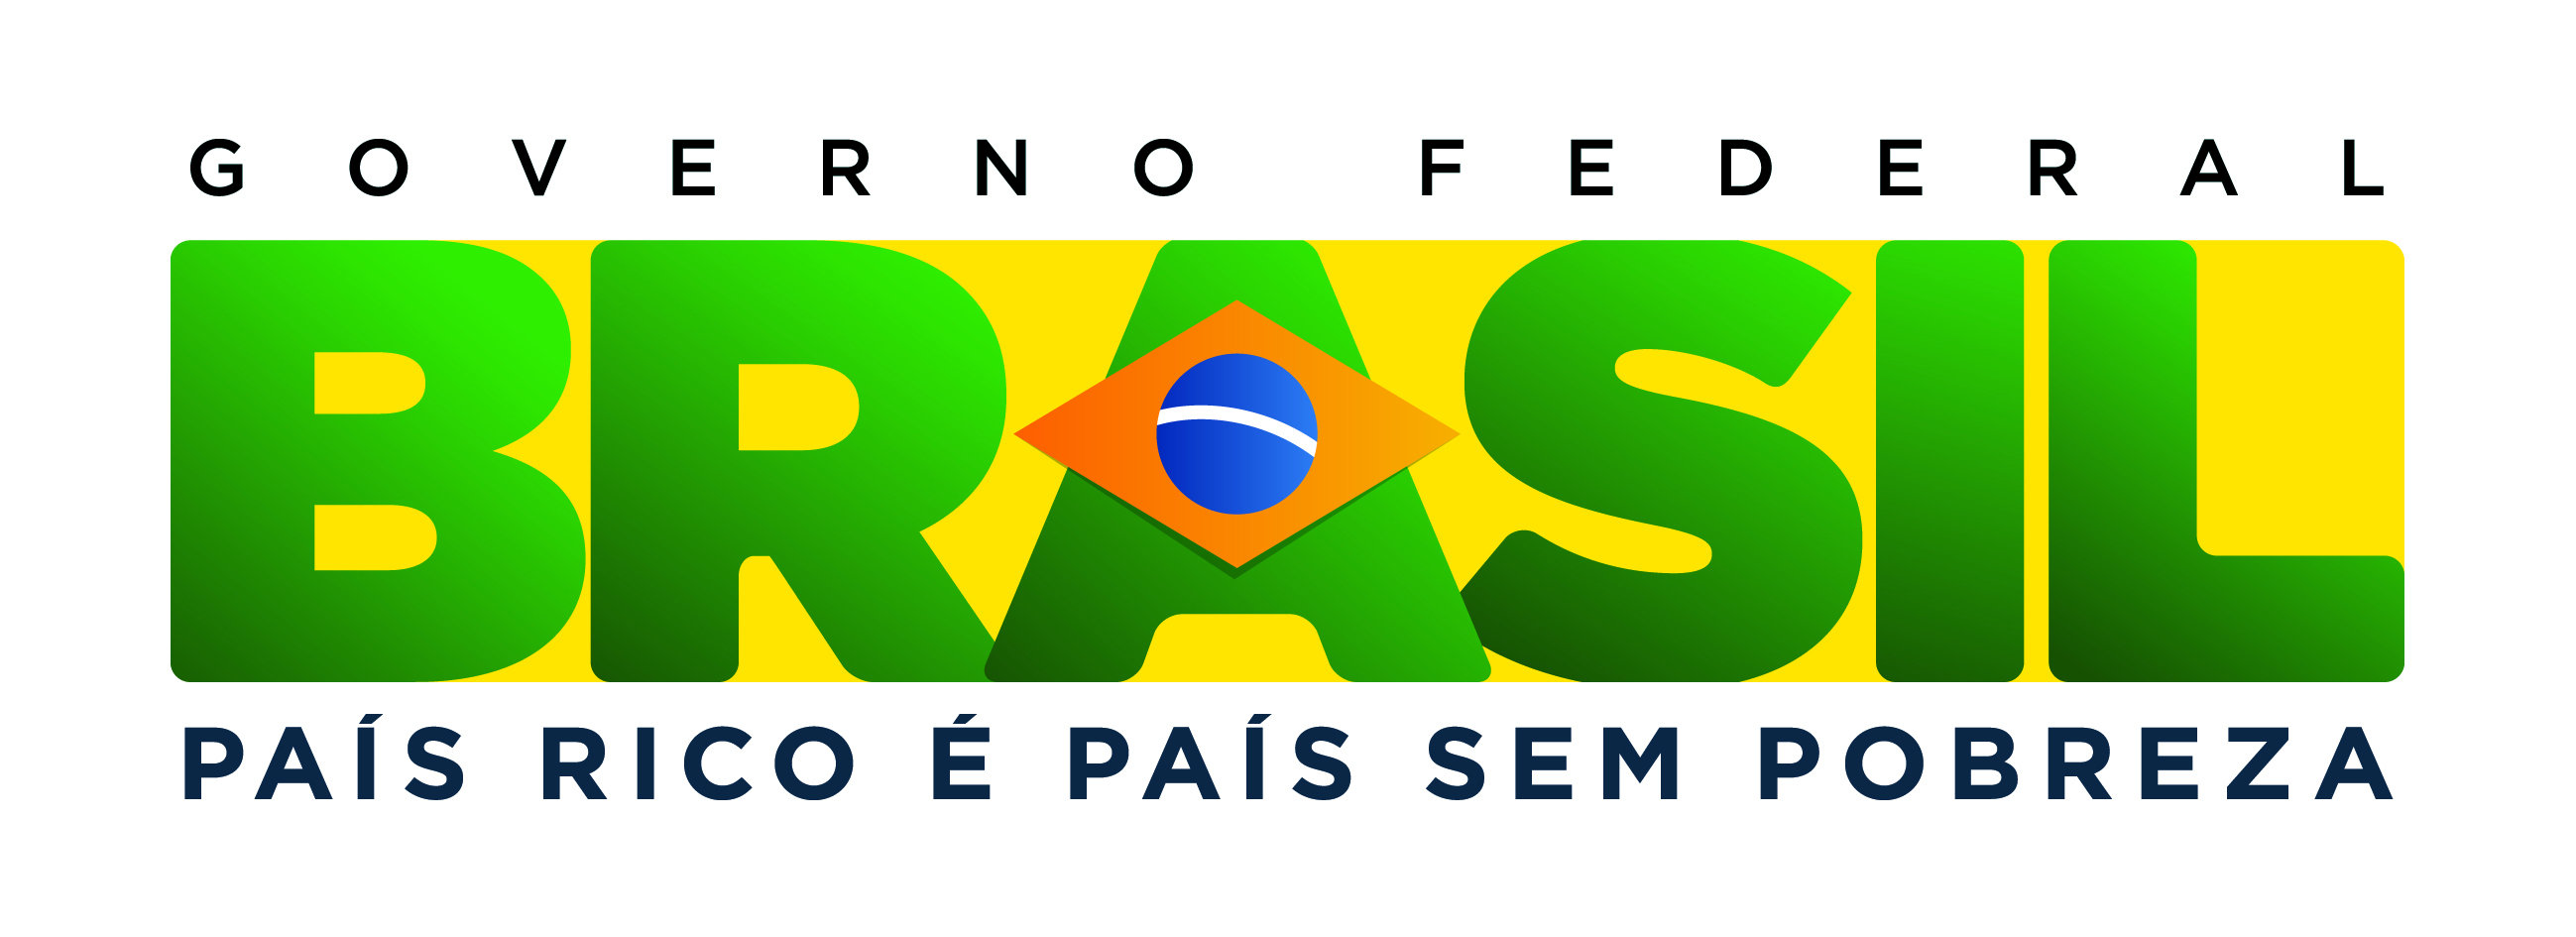 GOVERNO FEDERAL
BRASIL
PAÍS RICO É PAÍS SEM POBREZA